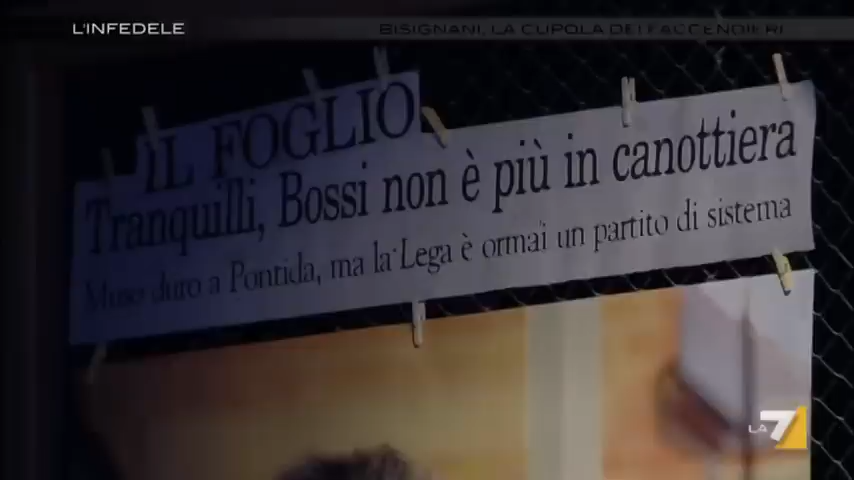 L'INFEDELE
BISIGNANI, LA CUPOLA DEI FACCENDIERI
IL FOGLIO
Tranquilli, Bossi non è più in canottiera
Muso duro a Pontida, ma la Lega è ormai un partito di sistema
LA7